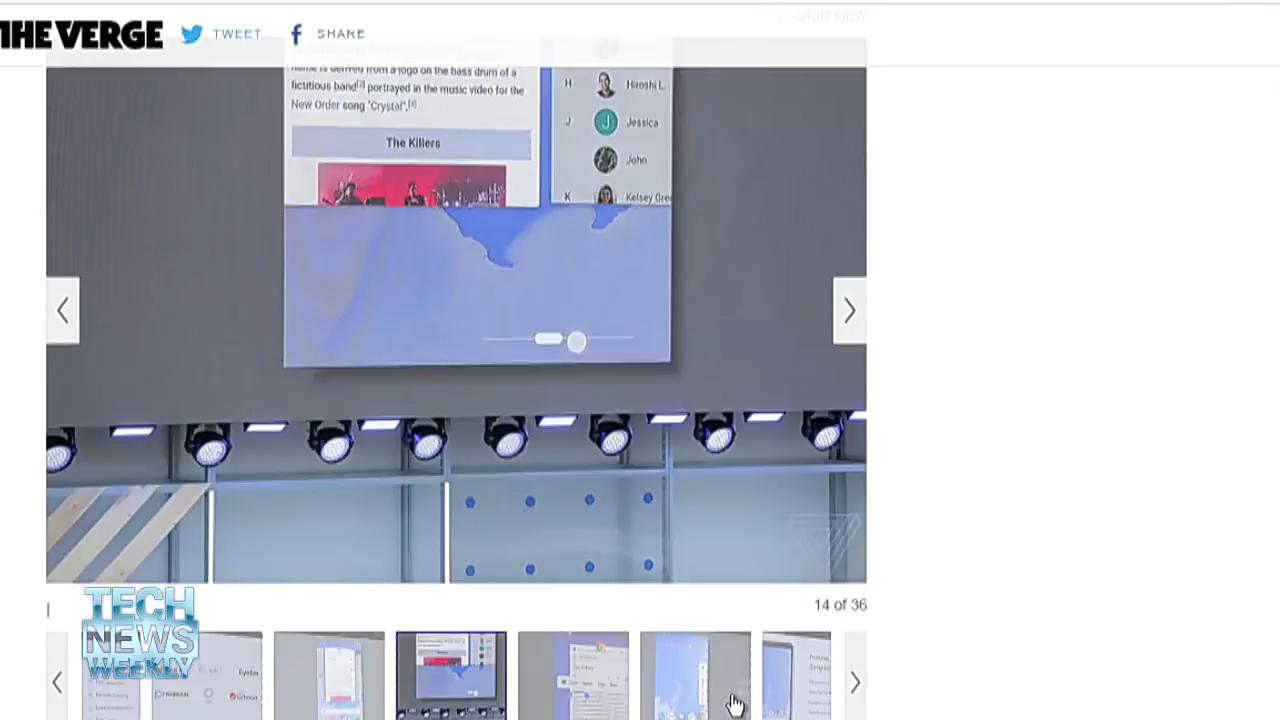 THE VERGE TWEET SHARE
name is derived from a logo on the bass drum of a
fictitious band[2] portrayed in the music video for the
New Order song "Crystal".[3]
The Killers
H Hiroshi L
J Jessica
John
K Kelsey Gre
14 of 36
TECH
NEWS
WEEKLY